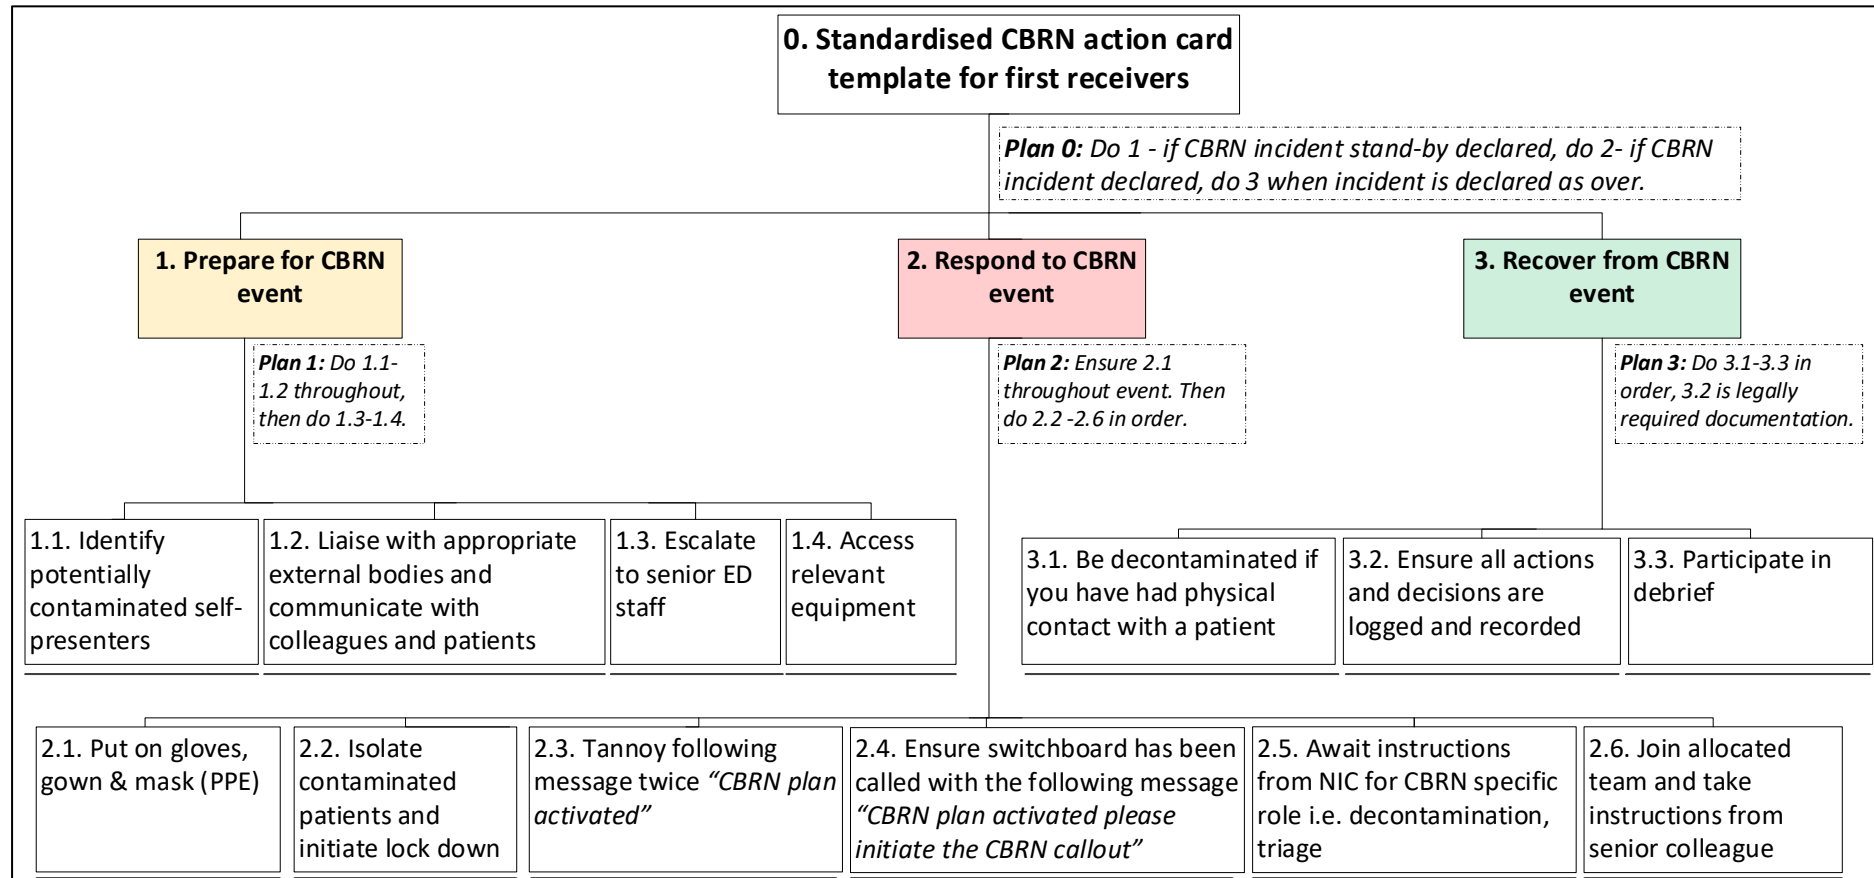 0. Standardised CBRN action card
template for first receivers
Plan 0: Do 1 - if CBRN incident stand-by declared, do 2- if CBRN
incident declared, do 3 when incident is declared as over.
1. Prepare for CBRN
event
2. Respond to CBRN
event
3. Recover from CBRN
event
Plan 1: Do 1.1-
1.2 throughout,
then do 1.3-1.4.
Plan 2: Ensure 2.1
throughout event. Then
do 2.2 -2.6 in order.
Plan 3: Do 3.1-3.3 in
order, 3.2 is legally
required documentation.
1.1. Identify
potentially
contaminated self-
presenters
1.2. Liaise with appropriate
external bodies and
communicate with
colleagues and patients
1.3. Escalate
to senior ED
staff
1.4. Access
relevant
equipment
3.1. Be decontaminated if
you have had physical
contact with a patient
3.2. Ensure all actions
and decisions are
logged and recorded
3.3. Participate in
debrief
2.1. Put on gloves,
gown & mask (PPE)
2.2. Isolate
contaminated
patients and
initiate lock down
2.3. Tannoy following
message twice “CBRN plan
activated”
2.4. Ensure switchboard has been
called with the following message
“CBRN plan activated please
initiate the CBRN callout”
2.5. Await instructions
from NIC for CBRN specific
role i.e. decontamination,
triage
2.6. Join allocated
team and take
instructions from
senior colleague